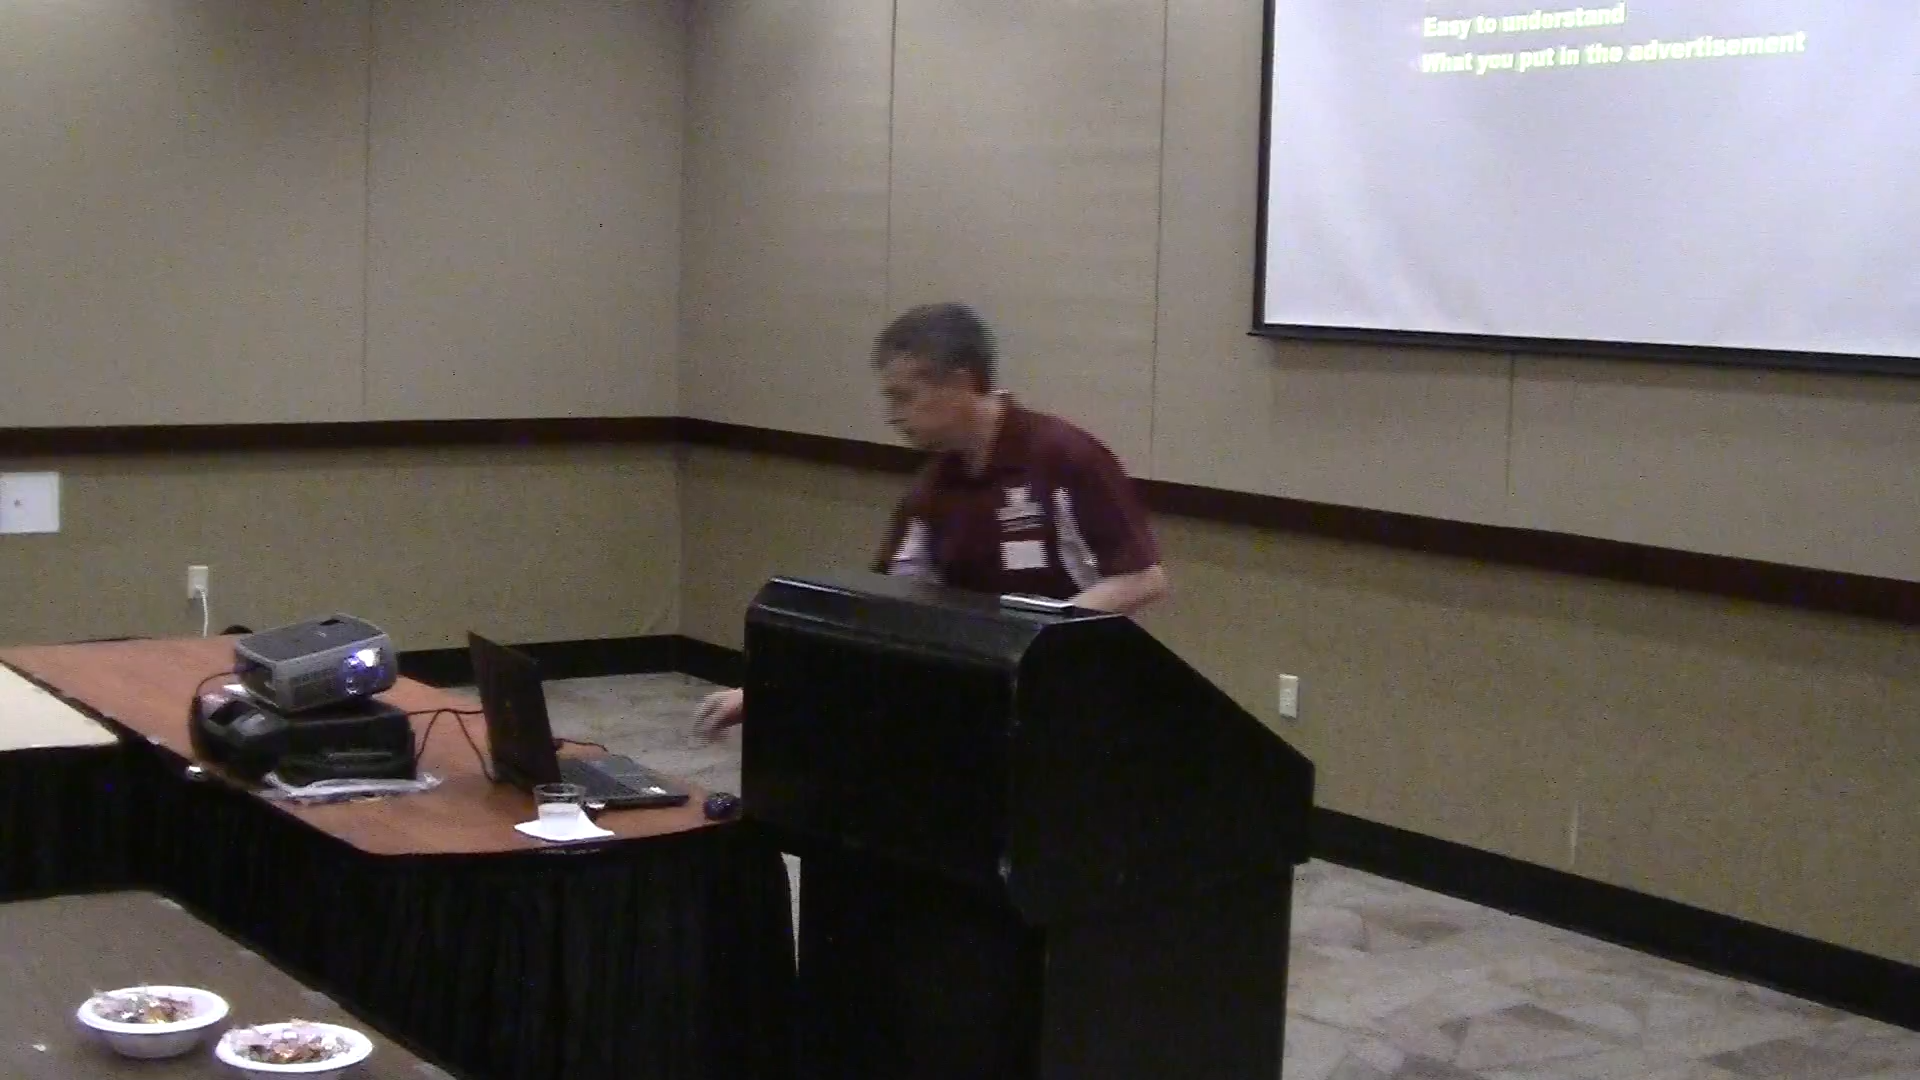 Easy to understand
What you put in the advertisement